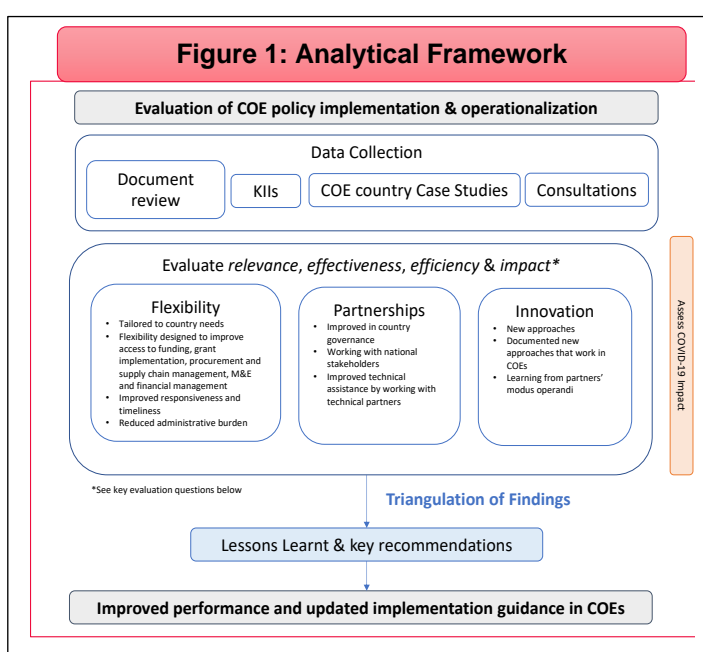 Figure 1: Analytical Framework
Evaluation of COE policy implementation & operationalization
Data Collection
Document
review
KIIs
COE country Case Studies
Consultations
Evaluate relevance, effectiveness, efficiency & impact*
Flexibility
• Tailored to country needs
• Flexibility designed to improve
access to funding, grant
implementation, procurement and
supply chain management, M&E
and financial management
• Improved responsiveness and
timeliness
• Reduced administrative burden
Partnerships
• Improved in country
governance
• Working with national
stakeholders
• Improved technical
assistance by working with
technical partners
Innovation
• New approaches
• Documented new
approaches that work in
COEs
• Learning from partners'
modus operandi
Assess COVID-19 Impact
*See key evaluation questions below
Triangulation of Findings
Lessons Learnt & key recommendations
Improved performance and updated implementation guidance in COEs